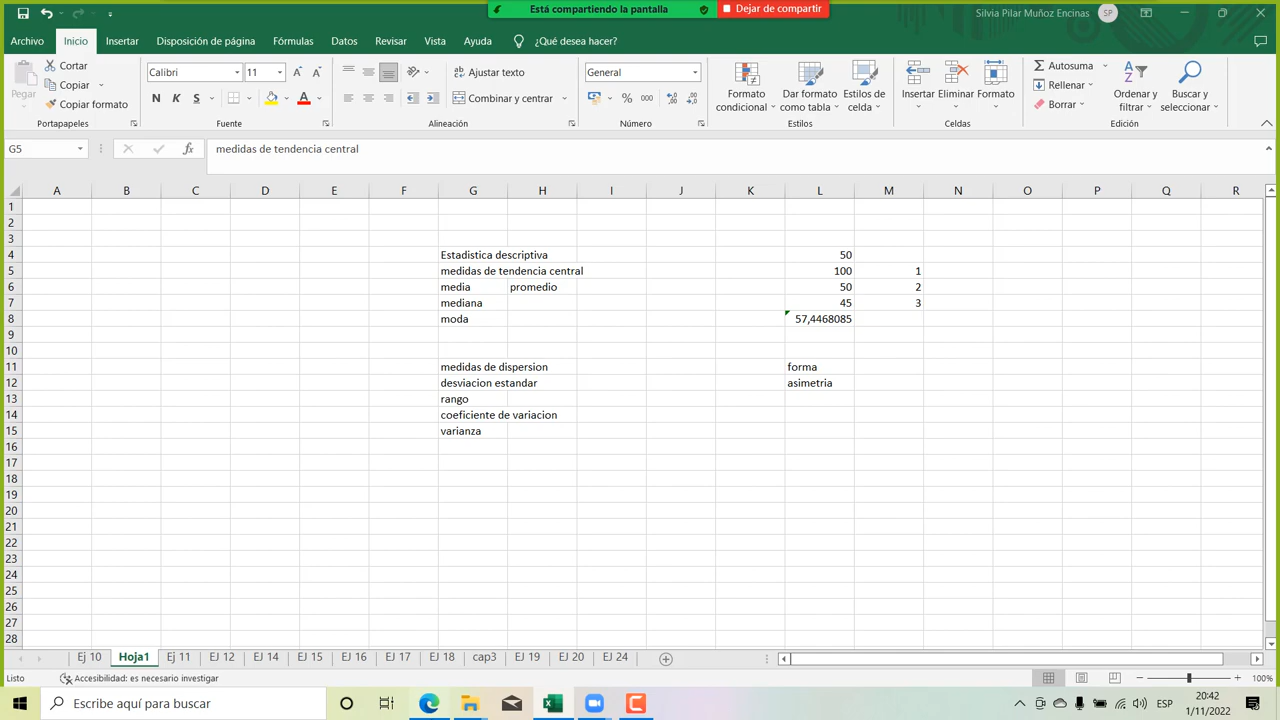 Está compartiendo la pantalla
Dejar de compartir
Silvia Pilar Muñoz Encinas
SP
Archivo
Inicio
Insertar
Disposición de página
Fórmulas
Datos
Revisar
Vista
Ayuda
¿Qué desea hacer?
Pegar
Cortar
Copiar
Copiar formato
Portapapeles
Calibri
11
N K S
Fuente
Ajustar texto
Combinar y centrar
Alineación
General
% 000
Número
Formato condicional
Dar formato como tabla
Estilos de celda
Estilos
Insertar
Eliminar
Formato
Celdas
Autosuma
Rellenar
Borrar
Ordenar y filtrar
Buscar y seleccionar
Edición
G5
fx
medidas de tendencia central
A B C D E F G H I J K L M N O P Q R
1
2
3
4 Estadistica descriptiva 50
5 medidas de tendencia central 100 1
6 media promedio 50 2
7 mediana 45 3
8 moda 57,4468085
9
10
11 medidas de dispersion forma
12 desviacion estandar asimetria
13 rango
14 coeficiente de variacion
15 varianza
16
17
18
19
20
21
22
23
24
25
26
27
28
Ej 10 Hoja1 Ej 11 EJ 12 EJ 14 EJ 15 EJ 16 EJ 17 EJ 18 cap3 EJ 19 EJ 20 EJ 24
Listo
Accesibilidad: es necesario investigar
100%
Escribe aquí para buscar
ESP
20:42
1/11/2022